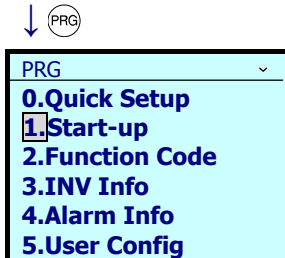 ↓ PRG
PRG
0.Quick Setup
1.Start-up
2.Function Code
3.INV Info
4.Alarm Info
5.User Config